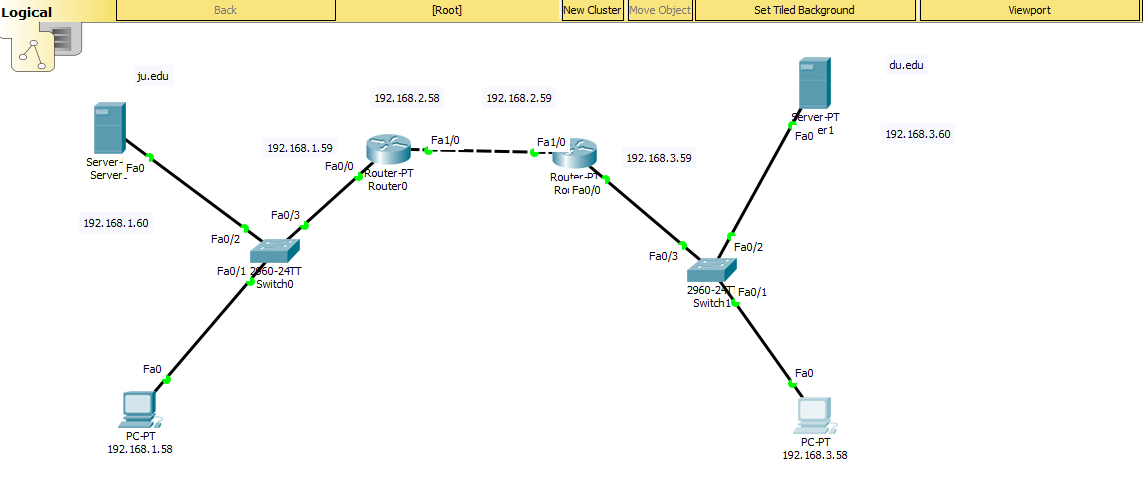 Logical
Back
[Root]
New Cluster
Move Object
Set Tiled Background
Viewport
ju.edu
du.edu
192.168.2.58
192.168.2.59
Server-PT
er1
Fa0
192.168.3.60
Fa1/0
Fa1/0
192.168.1.59
192.168.3.59
Server-
Server
Fa0
Fa0/0
Router-PT
Router0
Router-PT
Rou
Fa0/0
192.168.1.60
Fa0/3
Fa0/2
Fa0/1
2960-24TT
Switch0
Fa0/3
Fa0/2
2960-24TT
Switch1
Fa0/1
Fa0
PC-PT
192.168.1.58
Fa0
PC-PT
192.168.3.58